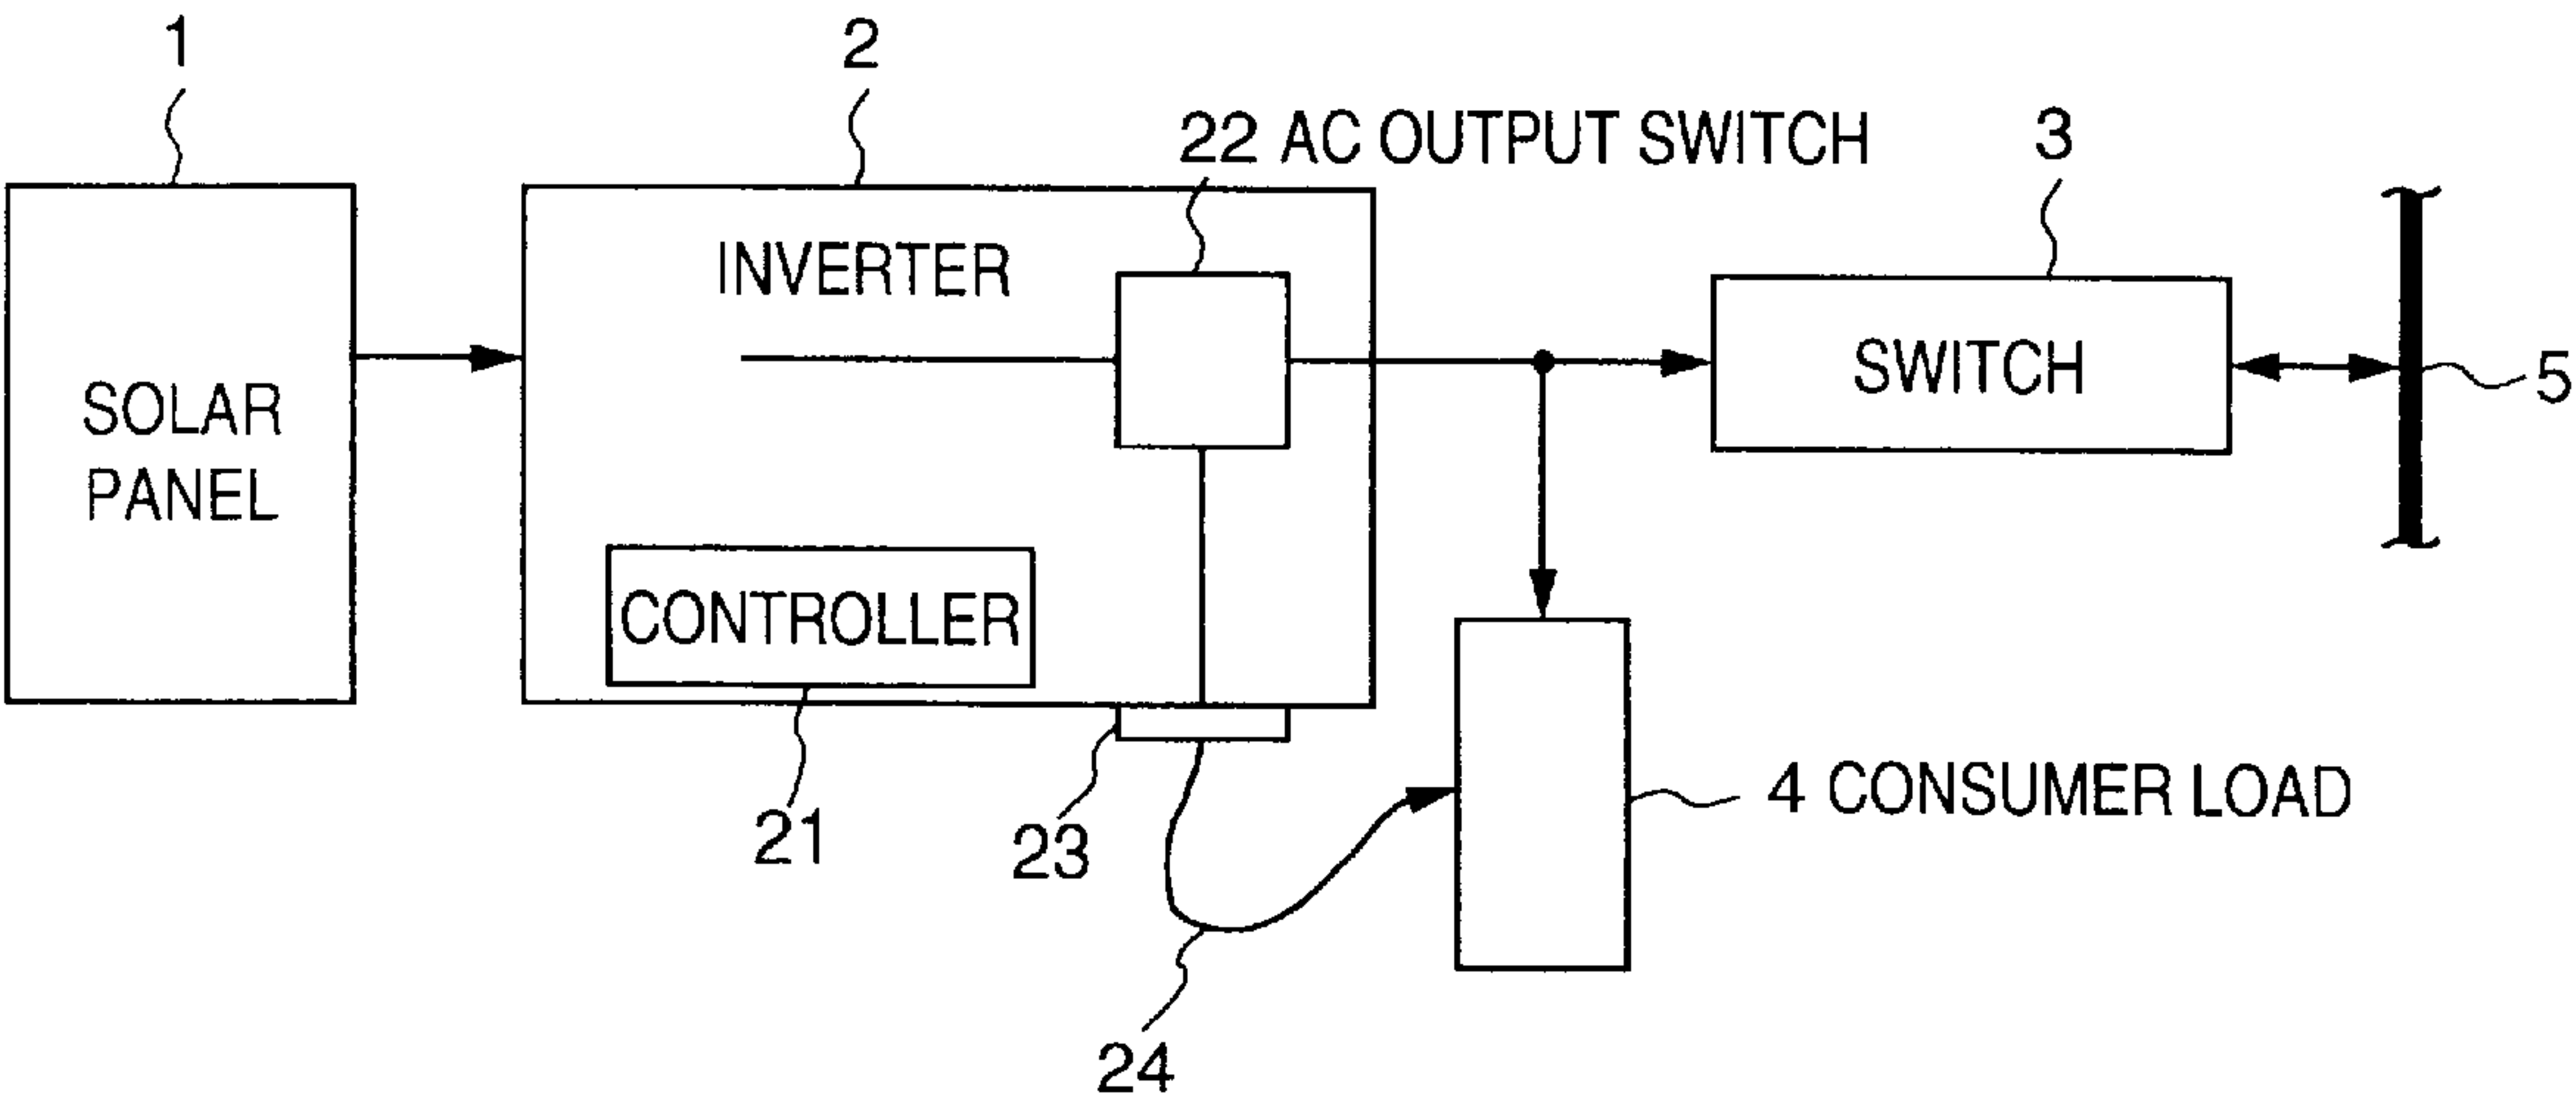 1
2
22 AC OUTPUT SWITCH
3
INVERTER
SOLAR
PANEL
SWITCH
5
CONTROLLER
21
23
4 CONSUMER LOAD
24